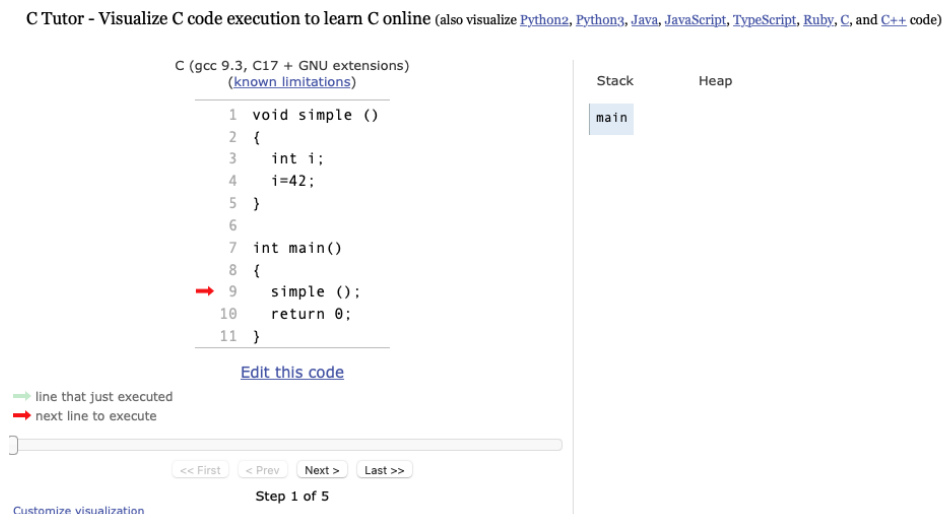 C Tutor - Visualize C code execution to learn C online (also visualize Python2, Python3, Java, JavaScript, TypeScript, Ruby, C, and C++ code)
C (gcc 9.3, C17 + GNU extensions)
(known limitations)
1 void simple ()
2 {
3 int i;
4 i=42;
5 }
6
7 int main()
8 {
9 simple ();
10 return 0;
11 }
Edit this code
line that just executed
next line to execute
<< First < Prev Next > Last >>
Step 1 of 5
Customize visualization
Stack Heap
main